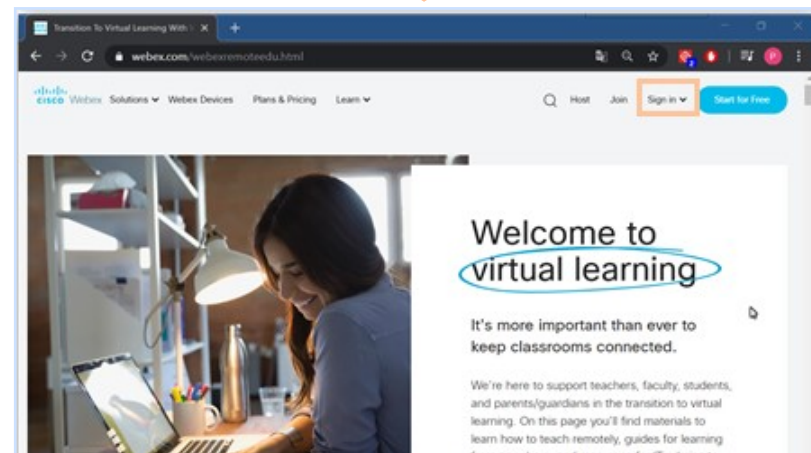 Transition To Virtual Learning With
webex.com/webexremoteedu.html
2
P
cisco Webex Solutions Webex Devices Plans & Pricing Learn Host Join Sign in Start for Free
Welcome to
virtual learning
It's more important than ever to
keep classrooms connected.
We're here to support teachers, faculty, students,
and parents/guardians in the transition to virtual
learning. On this page you'll find materials to
learn how to teach remotely, guides for learning